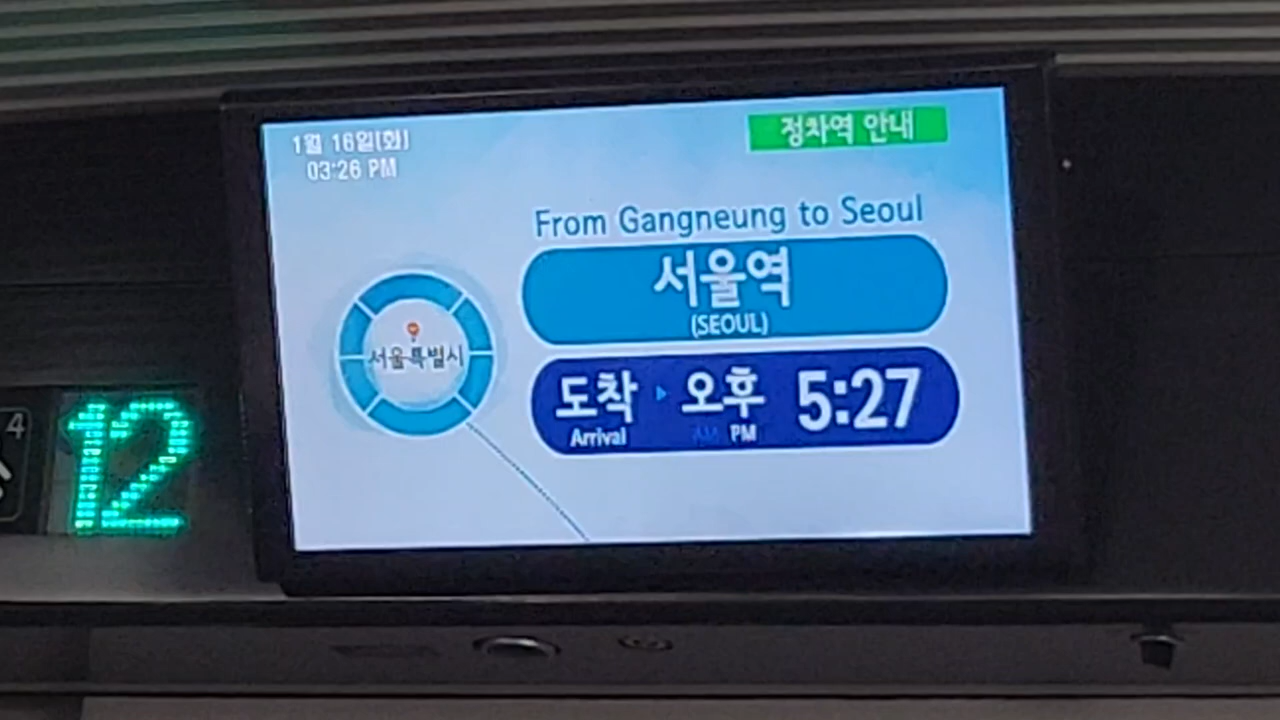 1월 16일(화)
03:26 PM
정차역 안내
From Gangneung to Seoul
서울역
(SEOUL)
서울특별시
도착 오후 5:27
Arrival AM PM
4
12